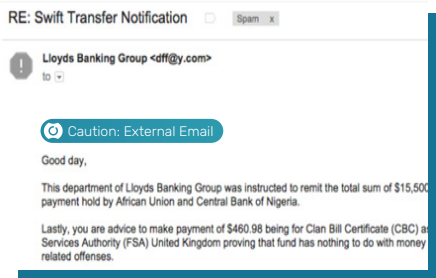 RE: Swift Transfer Notification
Spam x
Lloyds Banking Group <dff@y.com>
to
Caution: External Email
Good day,
This department of Lloyds Banking Group was instructed to remit the total sum of $15,500
payment hold by African Union and Central Bank of Nigeria.
Lastly, you are advice to make payment of $460.98 being for Clan Bill Certificate (CBC)
Services Authority (FSA) United Kingdom proving that fund has nothing to do with money
related offenses.